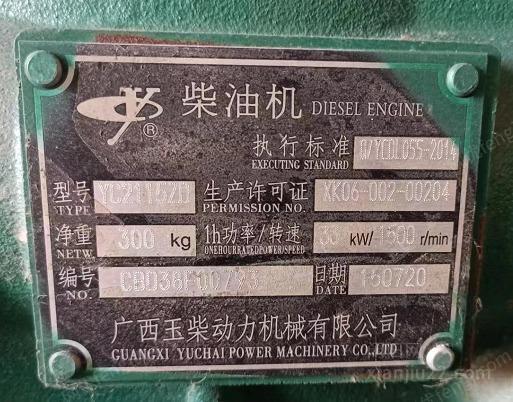 柴油机 DIESEL ENGINE
执行标准 Q/YCDL055-2014
EXECUTING STANDARD
型号 YC2115ZD 生产许可证 XK06-002-00204
TYPE PERMISSION NO.
净重 300 kg 1h功率/转速 33 kW/ 1500 r/min
NETW. ONEHOURRATEDPOWER/SPEED
编号 日期 160720
NO. DATE
广西玉柴动力机械有限公司
GUANGXI YUCHAI POWER MACHINERY CO.,LTD